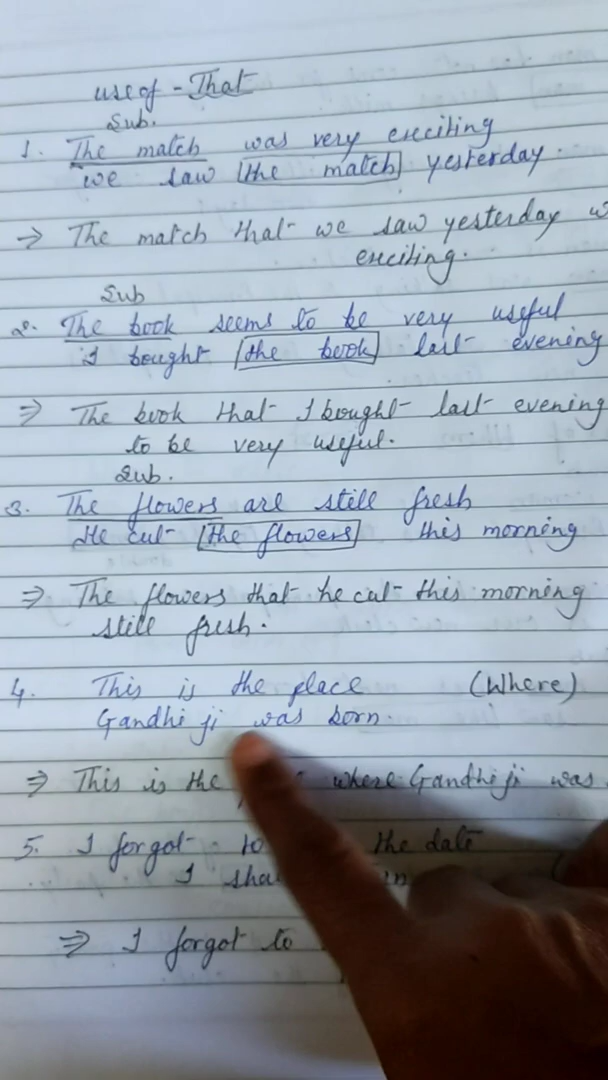 use of - That
Sub.
1. The match was very exciting
we saw [the match] yesterday.
→ The match that we saw yesterday
exciting.
Sub
2. The book seems to be very useful
I bought [the book] last evening
⇒ The book that I bought last evening
to be very useful.
Sub.
3. The flowers are still fresh
He cut [the flowers] this morning
⇒ The flowers that he cut this morning
still fresh.
4. This is the place (Where)
Gandhi ji was born.
⇒ This is the where Gandhi ji was
5. I forgot to the date
I
⇒ I forgot to